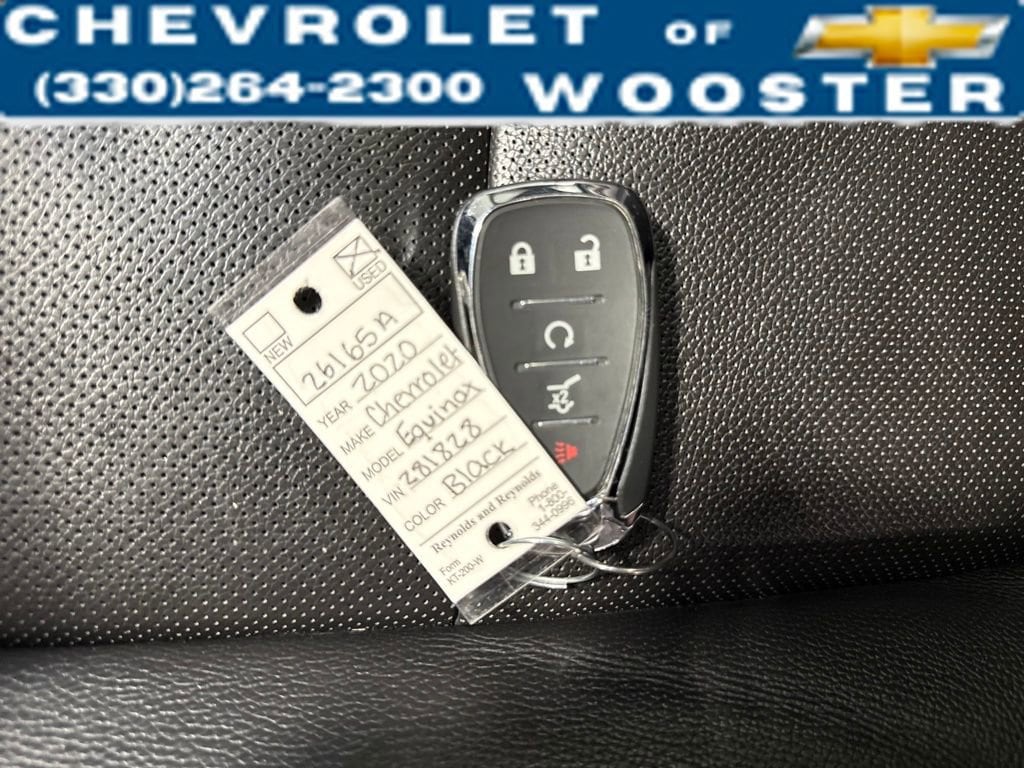 CHEVROLET OF
(330)264-2300 WOOSTER
USED
NEW
26165A
YEAR 2020
MAKE Chevrolet
MODEL Equinox
VIN 281828
COLOR Black
Reynolds and Reynolds
Form
KT-200-W
Phone
1-800-
344-0996